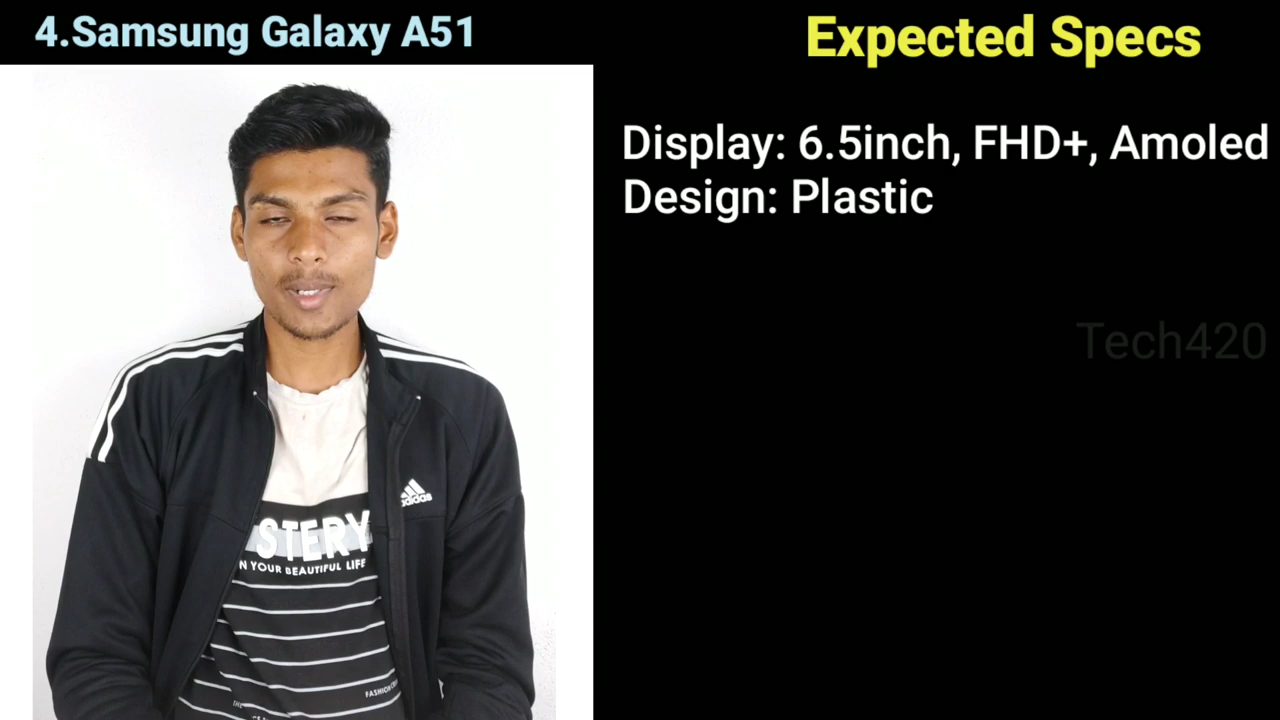 4.Samsung Galaxy A51
Expected Specs
Display: 6.5inch, FHD+, Amoled
Design: Plastic
Tech420
adidas
STERY
N YOUR BEAUTIFUL LIFE
THE